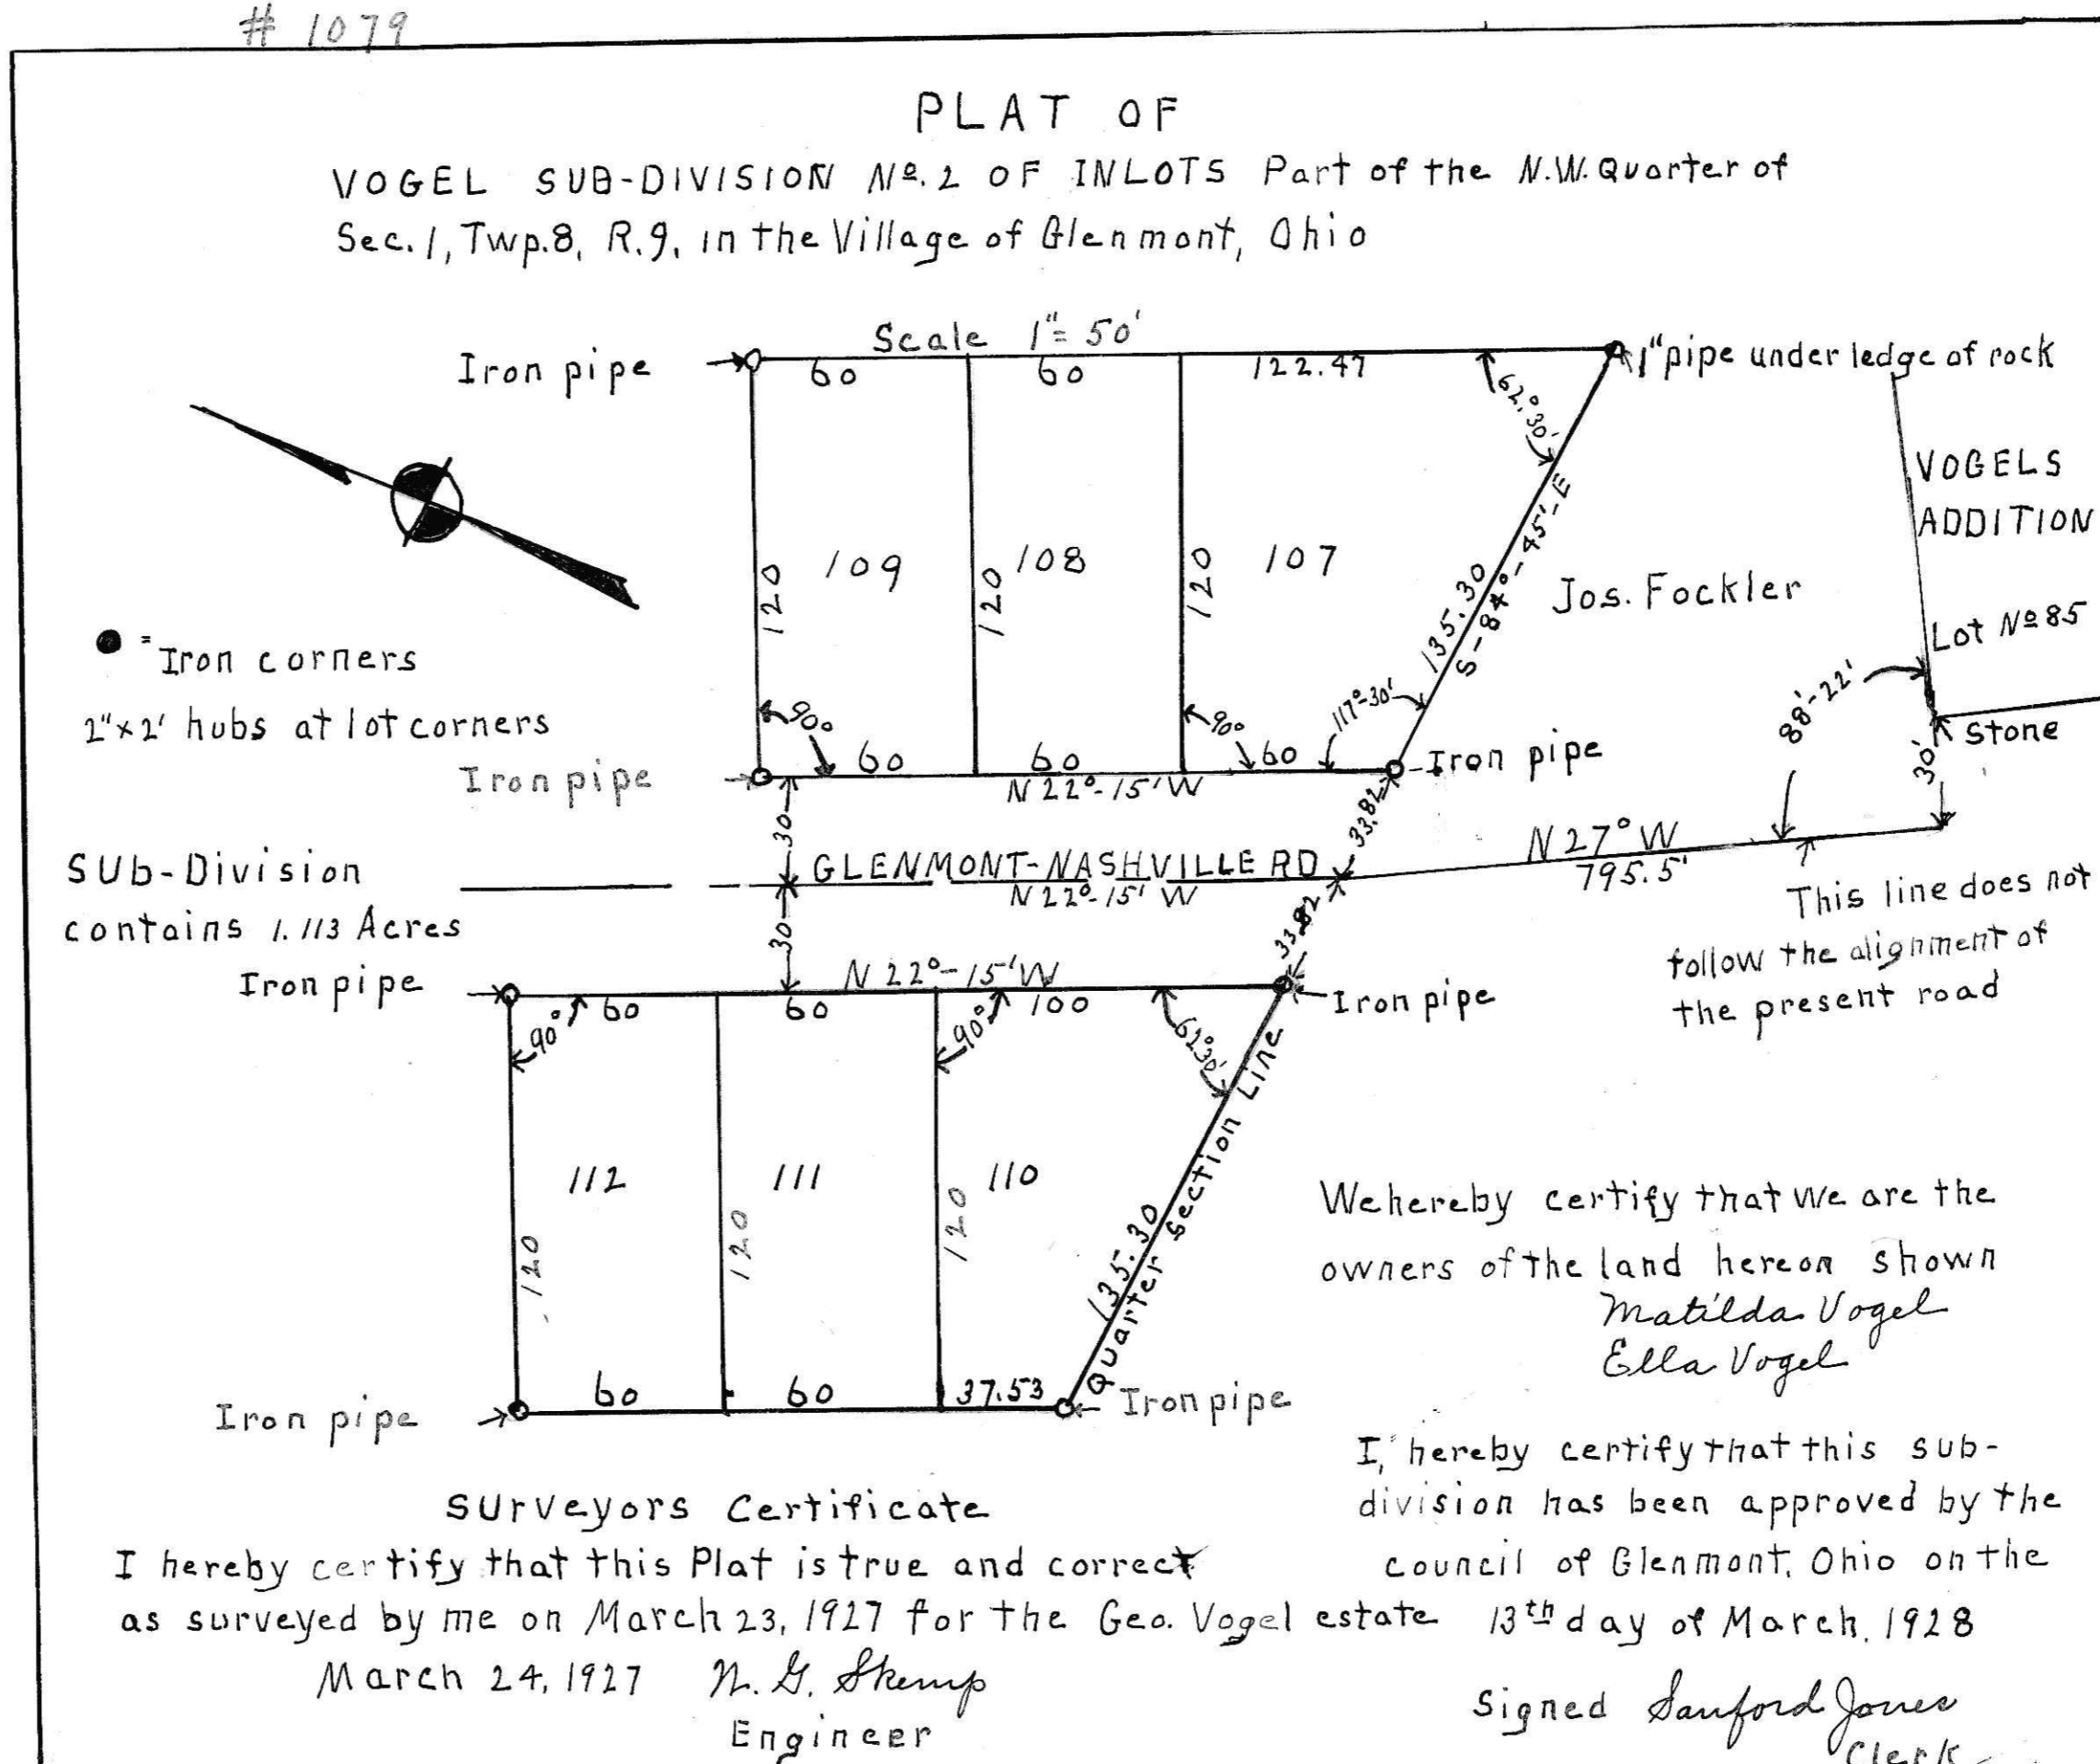 # 1079
PLAT OF
VOGEL SUB-DIVISION No. 2 OF INLOTS Part of the N.W. Quarter of
Sec. 1, Twp. 8, R. 9, in the Village of Glenmont, Ohio
Scale 1" = 50'
Iron pipe
60
60
122.47
1" pipe under ledge of rock
62° 30'
VOGELS
ADDITION
Lot No 85
120
109
120
108
120
107
135.30
S-84°-45'-E
Jos. Fockler
● = Iron corners
2"x2' hubs at lot corners
90°
90°
117°-30'
88'-22'
Stone
30'
Iron pipe
60
60
60
Iron pipe
N 22°-15' W
30
33.82
SUb-Division
contains 1.113 Acres
GLENMONT-NASHVILLE RD
N 22°-15' W
N 27° W
795.5'
This line does not
follow the alignment of
the present road
30
33.82
Iron pipe
N 22°-15' W
Iron pipe
60
60
100
90°
90°
62°30'
112
111
110
120
120
120
135.30
Quarter Section Line
60
60
37.53
Iron pipe
Iron pipe
We hereby certify that we are the
owners of the land hereon shown
Matilda Vogel
Ella Vogel
I, hereby certify that this sub-
division has been approved by the
council of Glenmont, Ohio on the
13th day of March, 1928
Signed Sanford Jones
Clerk
Surveyors Certificate
I hereby certify that this Plat is true and correct
as surveyed by me on March 23, 1927 for the Geo. Vogel estate
March 24, 1927 N. G. Skemp
Engineer